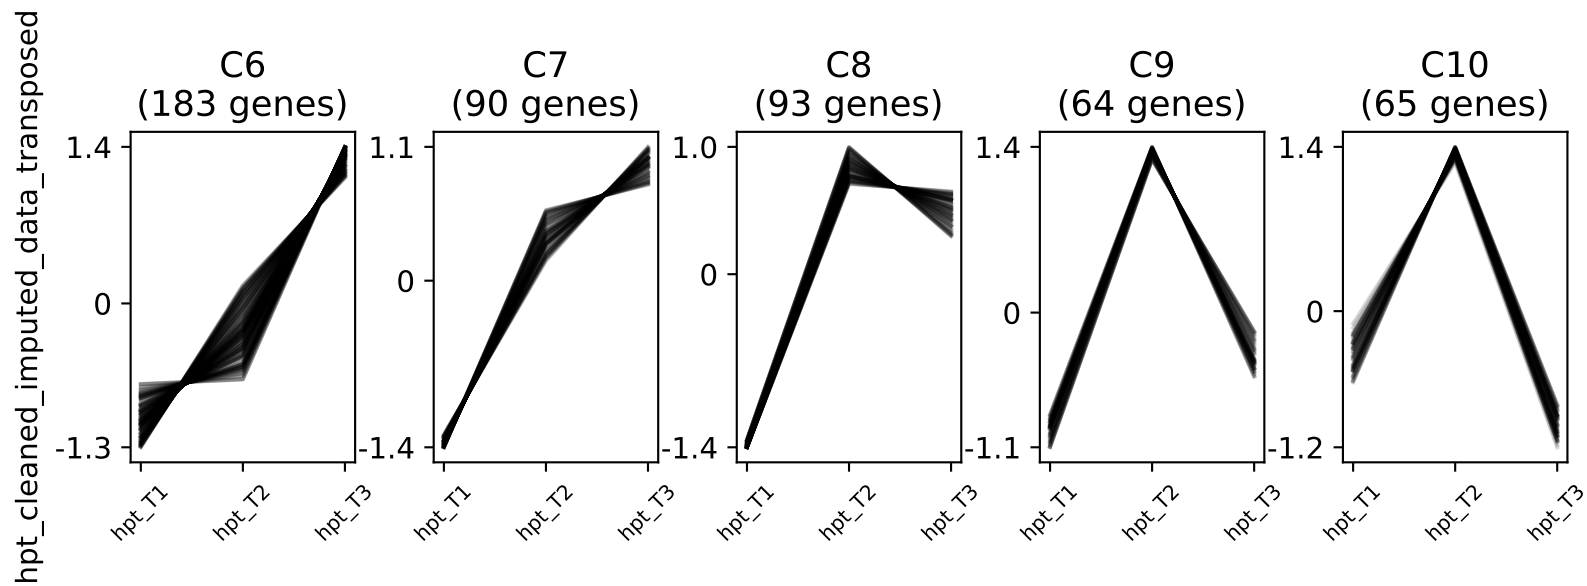 hpt_cleaned_imputed_data_transposed
C6
(183 genes)
1.4
0
-1.3
hpt_T1
hpt_T2
hpt_T3
C7
(90 genes)
1.1
0
-1.4
hpt_T1
hpt_T2
hpt_T3
C8
(93 genes)
1.0
0
-1.4
hpt_T1
hpt_T2
hpt_T3
C9
(64 genes)
1.4
0
-1.1
hpt_T1
hpt_T2
hpt_T3
C10
(65 genes)
1.4
0
-1.2
hpt_T1
hpt_T2
hpt_T3